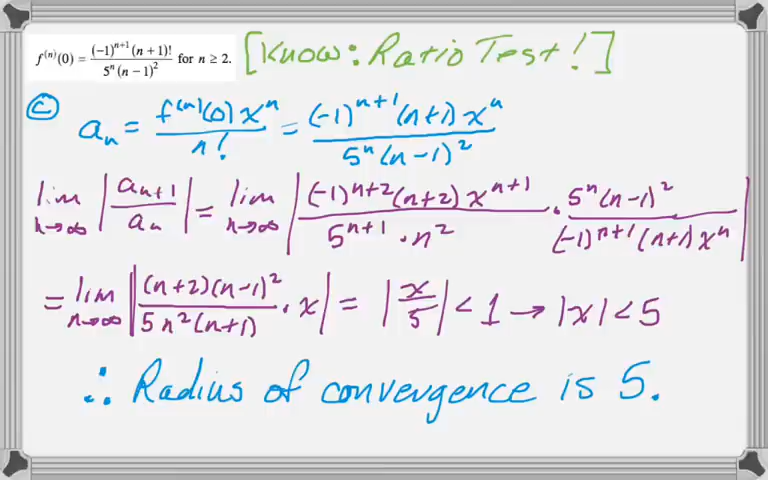 f^(n)(0) = (-1)^(n+1) (n+1)! / 5^n (n-1)^2 for n ≥ 2. [Know: Ratio Test!]
Ⓒ a_n = f^(n)(0) x^n / n! = (-1)^(n+1) (n+1) x^n / 5^n (n-1)^2
lim n→∞ |a_(n+1) / a_n| = lim n→∞ |(-1)^(n+2) (n+2) x^(n+1) / 5^(n+1) · n^2 · 5^n (n-1)^2 / (-1)^(n+1) (n+1) x^n|
= lim n→∞ |(n+2)(n-1)^2 / 5n^2(n+1) · x| = |x/5| < 1 → |x| < 5
∴ Radius of convergence is 5.